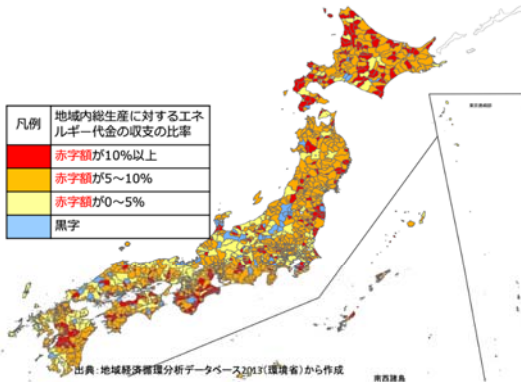 凡例
地域内総生産に対するエネ
ルギー代金の収支の比率
赤字額が10%以上
赤字額が5～10%
赤字額が0～5%
黒字
出典：地域経済循環分析データベース2013(環境省)から作成
南西諸島